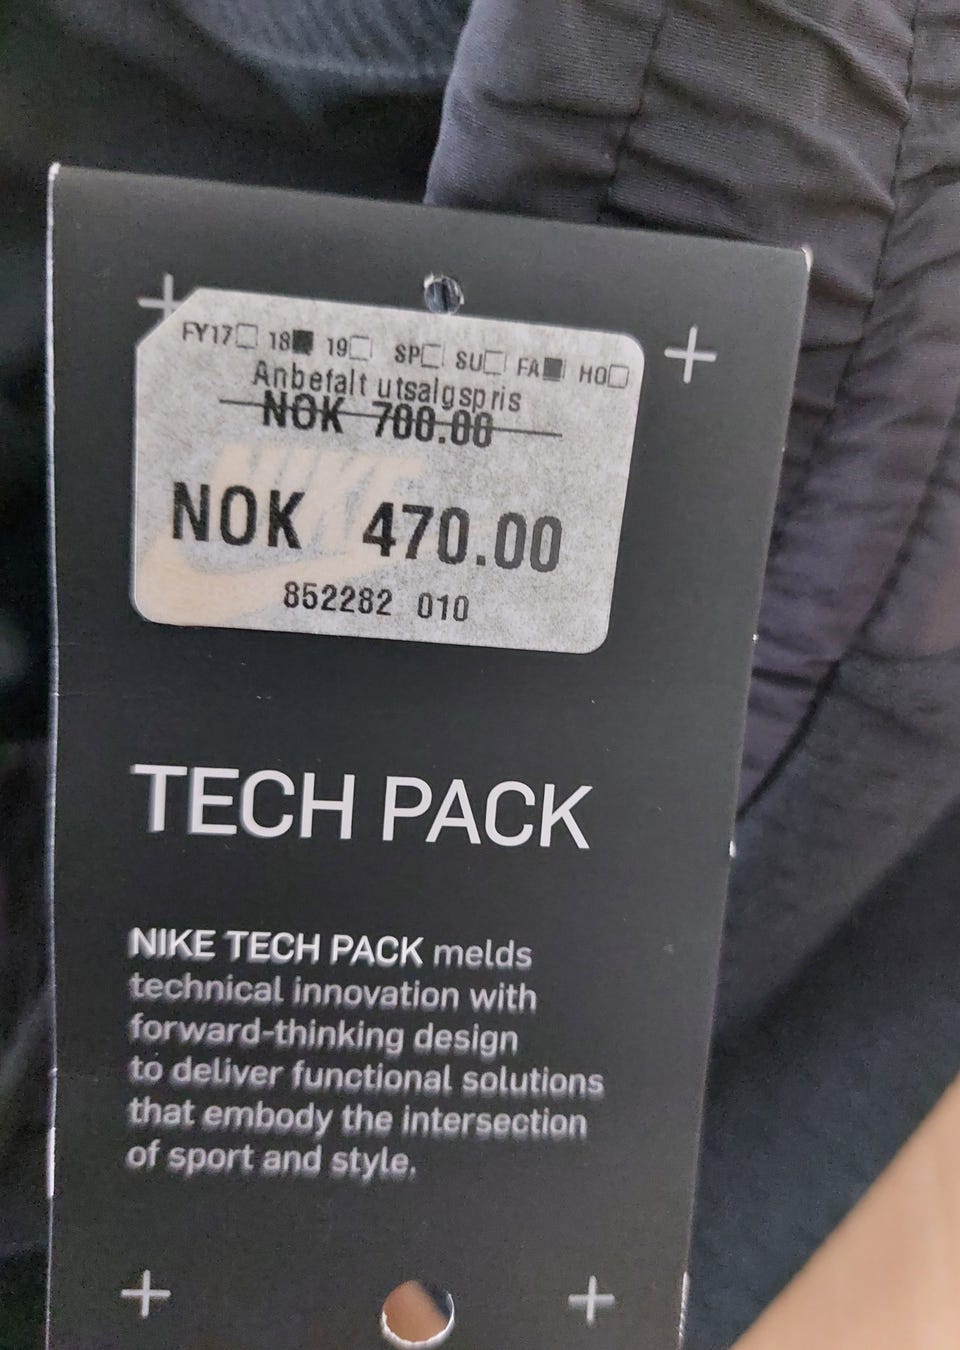 FY17☐ 18■ 19☐ SP☐ SU☐ FA■ HO☐
Anbefalt utsalgspris
NOK 700.00
NIKE
NOK 470.00
852282 010
TECH PACK
NIKE TECH PACK melds
technical innovation with
forward-thinking design
to deliver functional solutions
that embody the intersection
of sport and style.